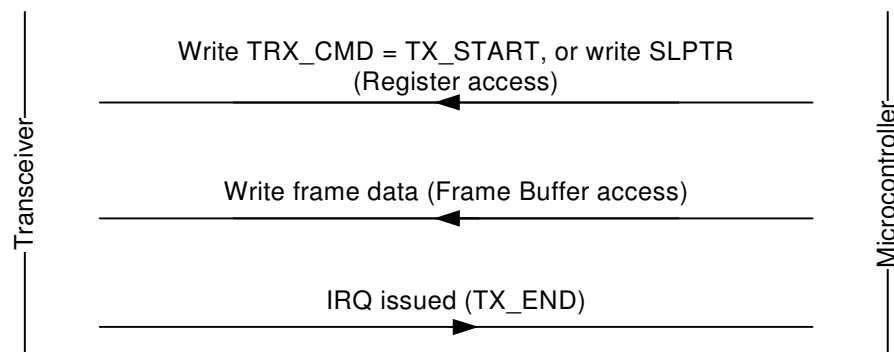 Write TRX_CMD = TX_START, or write SLPTR
(Register access)
Transceiver
Write frame data (Frame Buffer access)
Microcontroller
IRQ issued (TX_END)